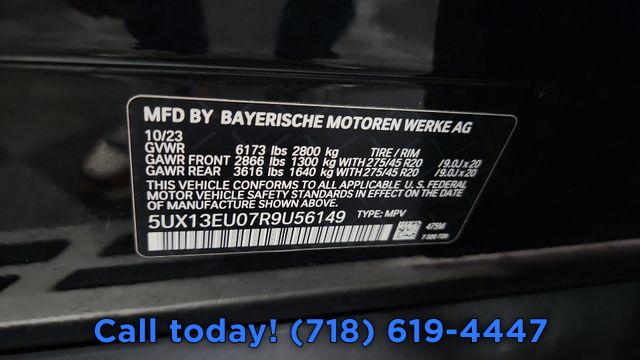 MFD BY BAYERISCHE MOTOREN WERKE AG
10/23
GVWR 6173 lbs 2800 kg TIRE / RIM
GAWR FRONT 2866 lbs 1300 kg WITH 275/45 R20 /9.0J x 20
GAWR REAR 3616 lbs 1640 kg WITH 275/45 R20 /9.0J x 20
THIS VEHICLE CONFORMS TO ALL APPLICABLE U. S. FEDERAL
MOTOR VEHICLE SAFETY STANDARDS IN EFFECT ON THE DATE
OF MANUFACTURE SHOWN ABOVE.
5UX13EU07R9U56149 TYPE: MPV
475M
Call today! (718) 619-4447